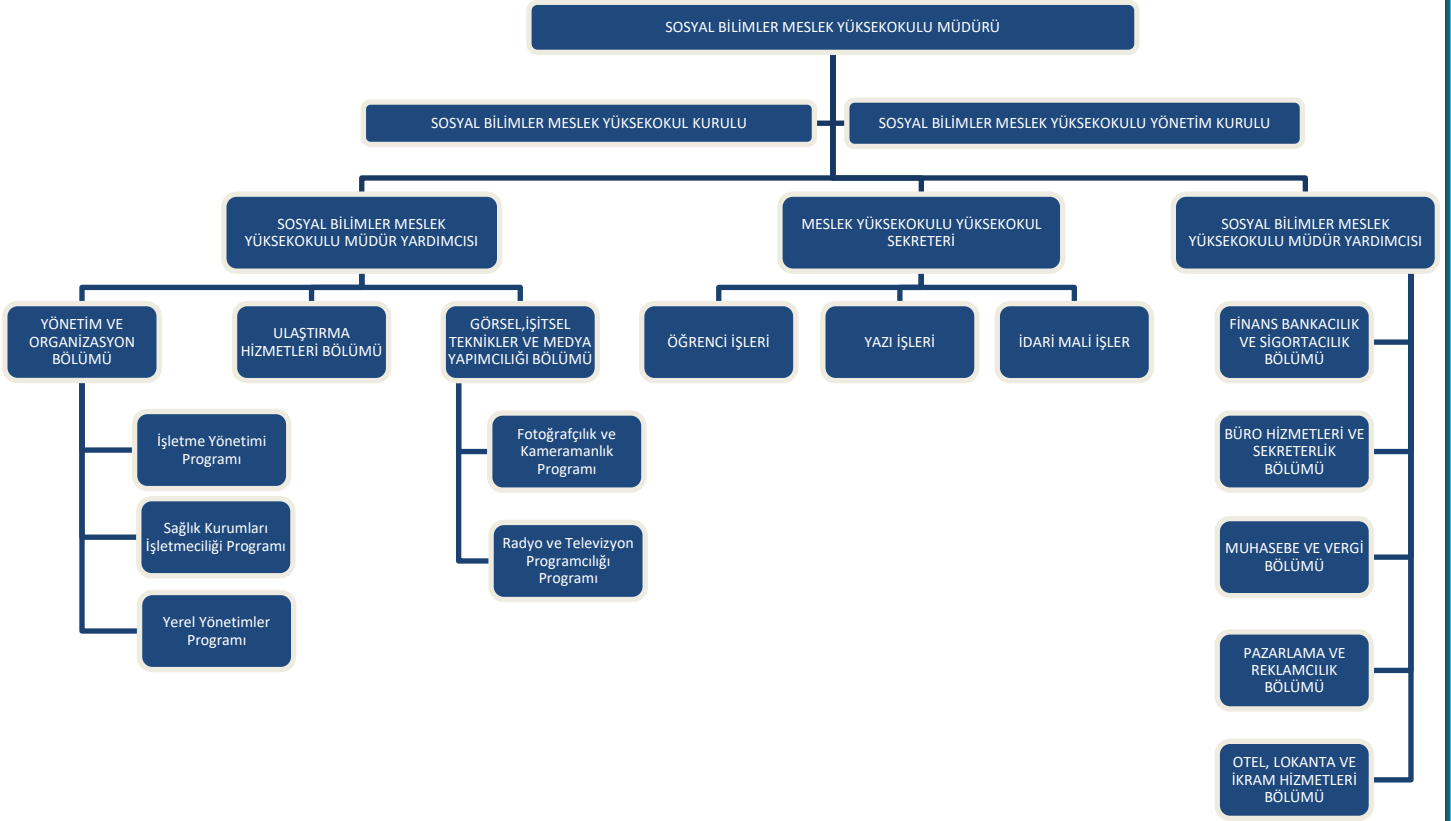 SOSYAL BİLİMLER MESLEK YÜKSEKOKULU MÜDÜRÜ
SOSYAL BİLİMLER MESLEK YÜKSEKOKUL KURULU
SOSYAL BİLİMLER MESLEK YÜKSEKOKULU YÖNETİM KURULU
SOSYAL BİLİMLER MESLEK
YÜKSEKOKULU MÜDÜR YARDIMCISI
MESLEK YÜKSEKOKULU YÜKSEKOKUL
SEKRETERİ
SOSYAL BİLİMLER MESLEK
YÜKSEKOKULU MÜDÜR YARDIMCISI
YÖNETİM VE
ORGANİZASYON
BÖLÜMÜ
ULAŞTIRMA
HİZMETLERİ BÖLÜMÜ
GÖRSEL,İŞİTSEL
TEKNİKLER VE MEDYA
YAPIMCILIĞI BÖLÜMÜ
ÖĞRENCİ İŞLERİ
YAZI İŞLERİ
İDARİ MALİ İŞLER
FİNANS BANKACILIK
VE SİGORTACILIK
BÖLÜMÜ
İşletme Yönetimi
Programı
Sağlık Kurumları
İşletmeciliği Programı
Yerel Yönetimler
Programı
Fotoğrafçılık ve
Kameramanlık
Programı
Radyo ve Televizyon
Programcılığı
Programı
BÜRO HİZMETLERİ VE
SEKRETERLİK
BÖLÜMÜ
MUHASEBE VE VERGİ
BÖLÜMÜ
PAZARLAMA VE
REKLAMCILIK
BÖLÜMÜ
OTEL, LOKANTA VE
İKRAM HİZMETLERİ
BÖLÜMÜ